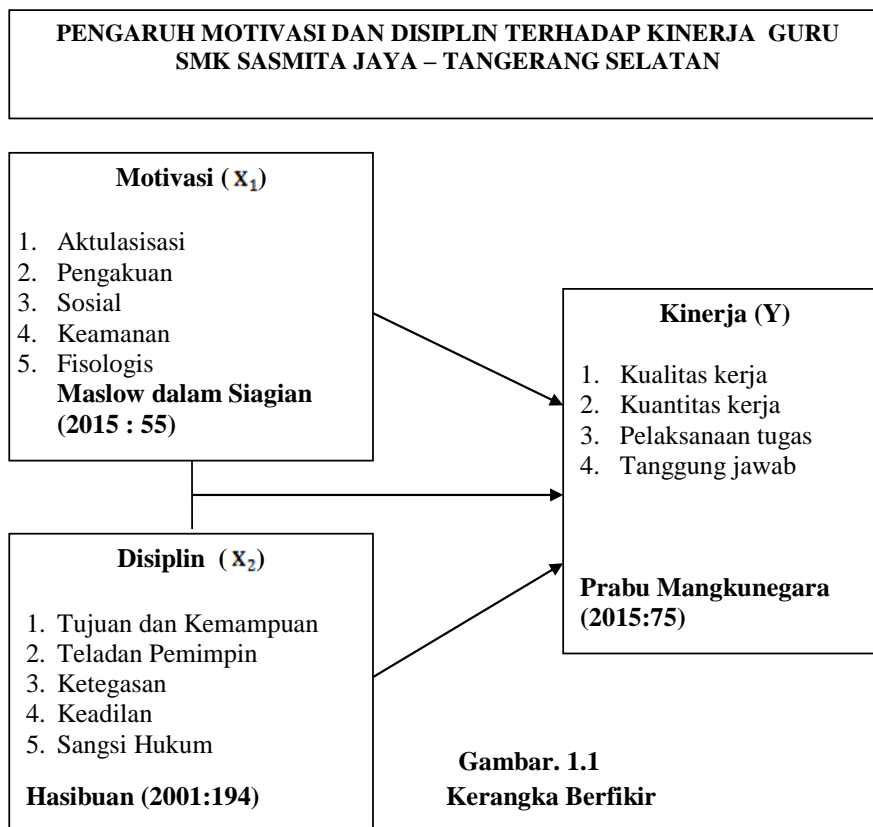 PENGARUH MOTIVASI DAN DISIPLIN TERHADAP KINERJA GURU
SMK SASMITA JAYA – TANGERANG SELATAN
Motivasi ( X₁)
1. Aktulasisasi
2. Pengakuan
3. Sosial
4. Keamanan
5. Fisologis
Maslow dalam Siagian
(2015 : 55)
Disiplin ( X₂)
1. Tujuan dan Kemampuan
2. Teladan Pemimpin
3. Ketegasan
4. Keadilan
5. Sangsi Hukum
Hasibuan (2001:194)
Kinerja (Y)
1. Kualitas kerja
2. Kuantitas kerja
3. Pelaksanaan tugas
4. Tanggung jawab
Prabu Mangkunegara
(2015:75)
Gambar. 1.1
Kerangka Berfikir